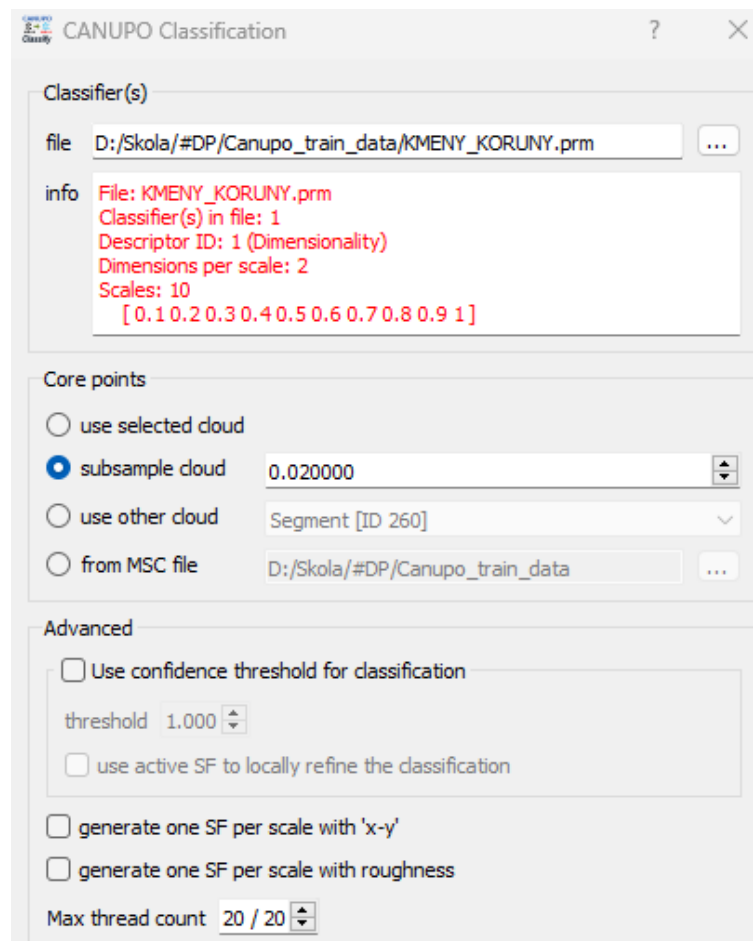 CANUPO Classify CANUPO Classification ? ×
Classifier(s)
file D:/Skola/#DP/Canupo_train_data/KMENY_KORUNY.prm ...
info File: KMENY_KORUNY.prm
Classifier(s) in file: 1
Descriptor ID: 1 (Dimensionality)
Dimensions per scale: 2
Scales: 10
[ 0.1 0.2 0.3 0.4 0.5 0.6 0.7 0.8 0.9 1 ]
Core points
use selected cloud
subsample cloud 0.020000
use other cloud Segment [ID 260]
from MSC file D:/Skola/#DP/Canupo_train_data ...
Advanced
Use confidence threshold for classification
threshold 1.000
use active SF to locally refine the classification
generate one SF per scale with 'x-y'
generate one SF per scale with roughness
Max thread count 20 / 20